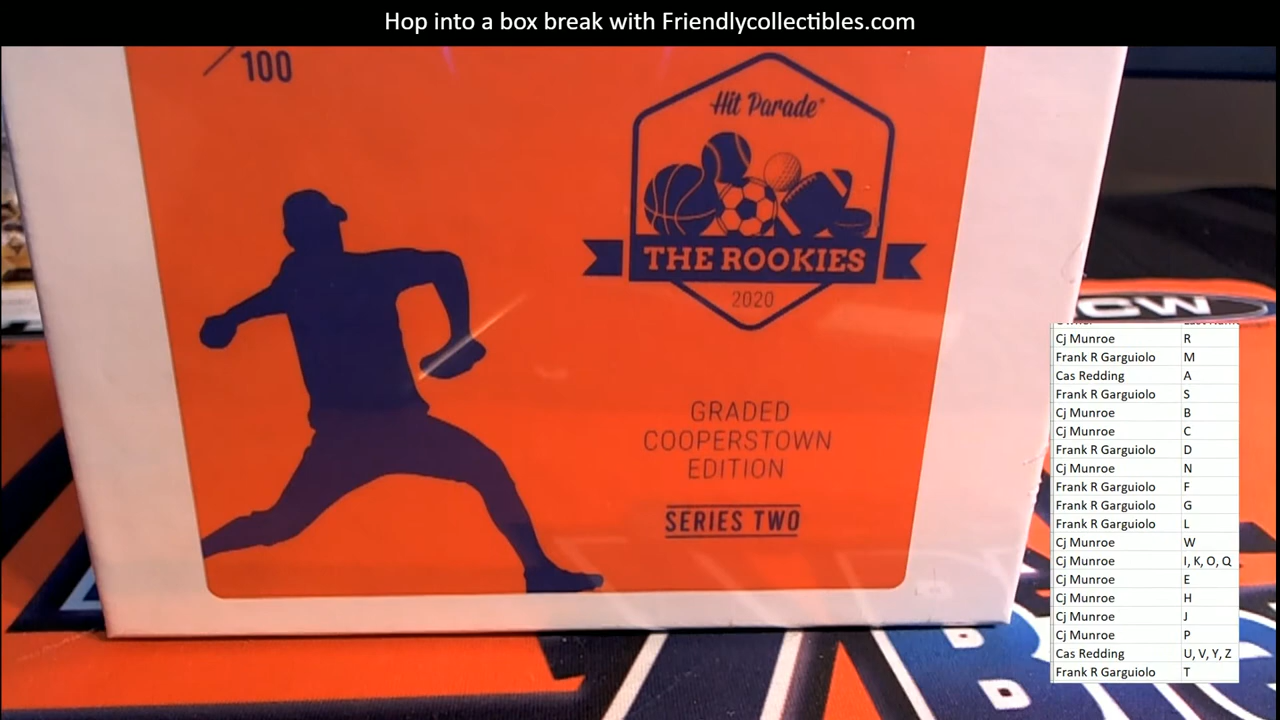 Hop into a box break with Friendlycollectibles.com
/100
Hit Parade®
THE ROOKIES
2020
GRADED
COOPERSTOWN
EDITION
SERIES TWO
CW
Cj Munroe R
Frank R Garguiolo M
Cas Redding A
Frank R Garguiolo S
Cj Munroe B
Cj Munroe C
Frank R Garguiolo D
Cj Munroe N
Frank R Garguiolo F
Frank R Garguiolo G
Frank R Garguiolo L
Cj Munroe W
Cj Munroe I, K, O, Q
Cj Munroe E
Cj Munroe H
Cj Munroe J
Cj Munroe P
Cas Redding U, V, Y, Z
Frank R Garguiolo T